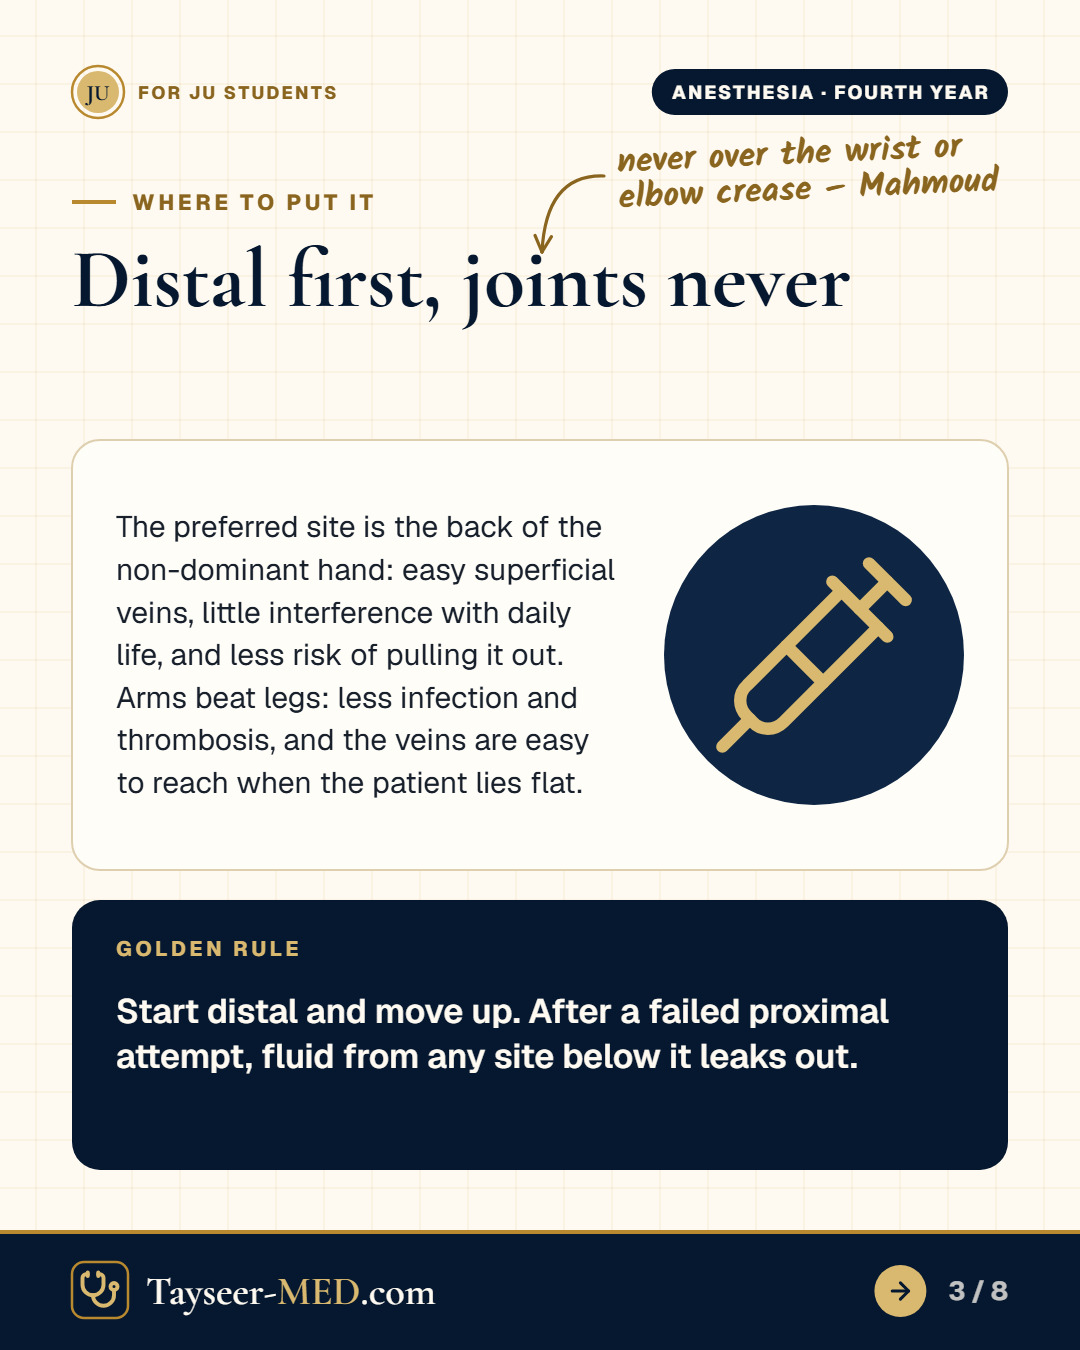 JU FOR JU STUDENTS
ANESTHESIA · FOURTH YEAR
never over the wrist or
elbow crease – Mahmoud
WHERE TO PUT IT
Distal first, joints never
The preferred site is the back of the
non-dominant hand: easy superficial
veins, little interference with daily
life, and less risk of pulling it out.
Arms beat legs: less infection and
thrombosis, and the veins are easy
to reach when the patient lies flat.
GOLDEN RULE
Start distal and move up. After a failed proximal
attempt, fluid from any site below it leaks out.
Tayseer-MED.com
3 / 8